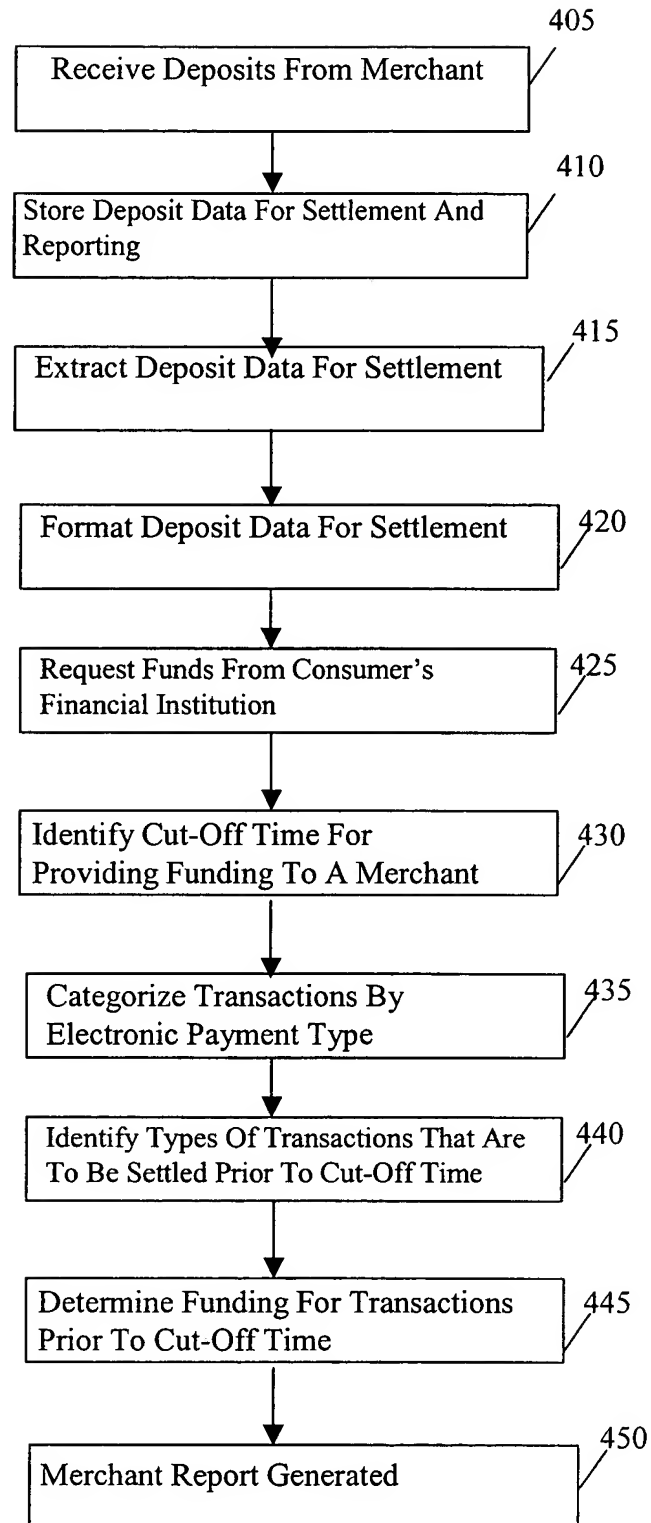 405
Receive Deposits From Merchant
410
Store Deposit Data For Settlement And
Reporting
415
Extract Deposit Data For Settlement
Format Deposit Data For Settlement
420
Request Funds From Consumer's
Financial Institution
425
Identify Cut-Off Time For
Providing Funding To A Merchant
430
Categorize Transactions By
Electronic Payment Type
435
Identify Types Of Transactions That Are
To Be Settled Prior To Cut-Off Time
440
Determine Funding For Transactions
Prior To Cut-Off Time
445
450
Merchant Report Generated